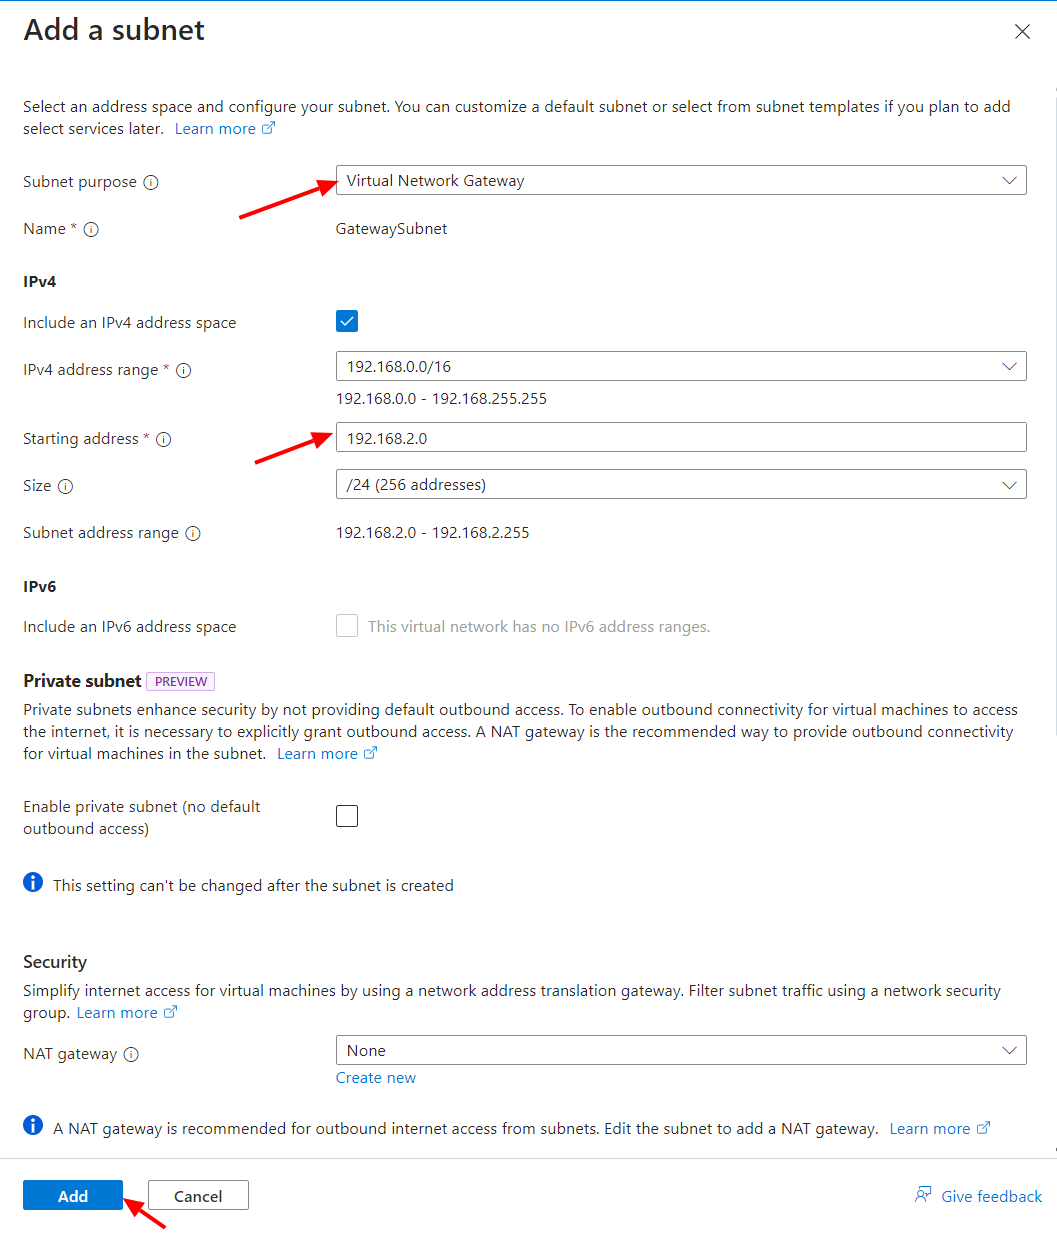 Add a subnet
Select an address space and configure your subnet. You can customize a default subnet or select from subnet templates if you plan to add
select services later. Learn more
Subnet purpose
Virtual Network Gateway
Name *
GatewaySubnet
IPv4
Include an IPv4 address space
IPv4 address range *
192.168.0.0/16
192.168.0.0 - 192.168.255.255
Starting address *
192.168.2.0
Size
/24 (256 addresses)
Subnet address range
192.168.2.0 - 192.168.2.255
IPv6
Include an IPv6 address space
This virtual network has no IPv6 address ranges.
Private subnet PREVIEW
Private subnets enhance security by not providing default outbound access. To enable outbound connectivity for virtual machines to access
the internet, it is necessary to explicitly grant outbound access. A NAT gateway is the recommended way to provide outbound connectivity
for virtual machines in the subnet. Learn more
Enable private subnet (no default
outbound access)
This setting can't be changed after the subnet is created
Security
Simplify internet access for virtual machines by using a network address translation gateway. Filter subnet traffic using a network security
group. Learn more
NAT gateway
None
Create new
A NAT gateway is recommended for outbound internet access from subnets. Edit the subnet to add a NAT gateway. Learn more
Add
Cancel
Give feedback